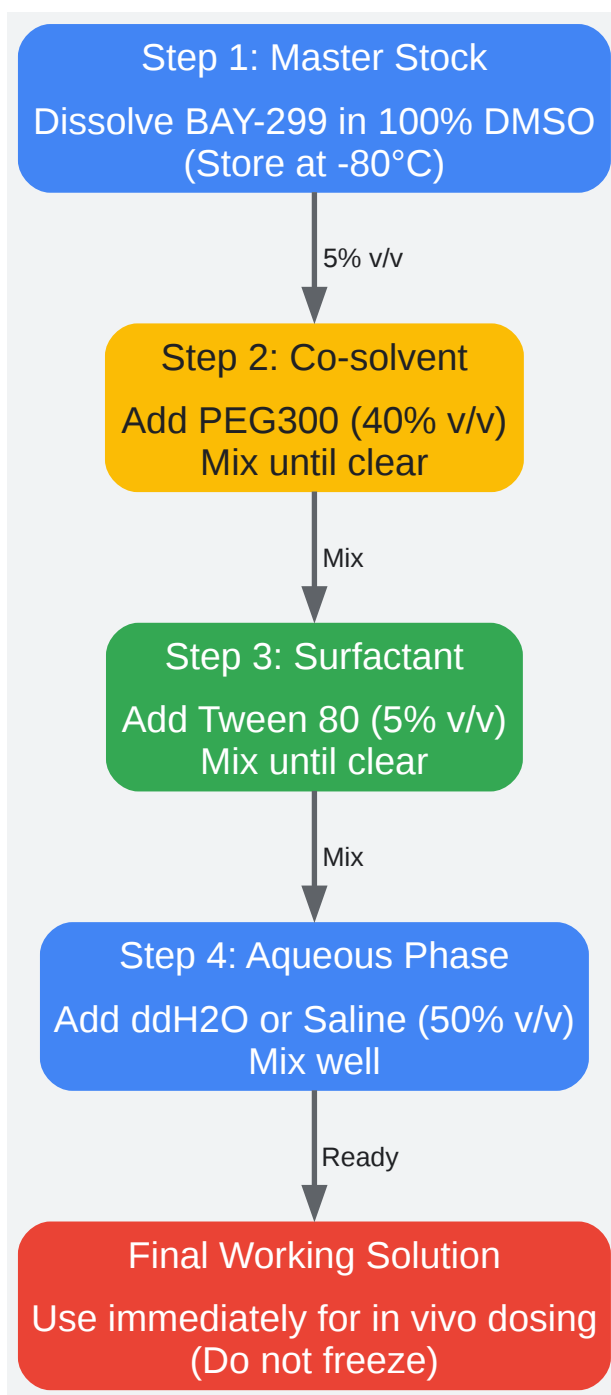 Step 1: Master Stock
Dissolve BAY-299 in 100% DMSO
(Store at -80°C)
5% v/v
Step 2: Co-solvent
Add PEG300 (40% v/v)
Mix until clear
Mix
Step 3: Surfactant
Add Tween 80 (5% v/v)
Mix until clear
Mix
Step 4: Aqueous Phase
Add ddH2O or Saline (50% v/v)
Mix well
Ready
Final Working Solution
Use immediately for in vivo dosing
(Do not freeze)